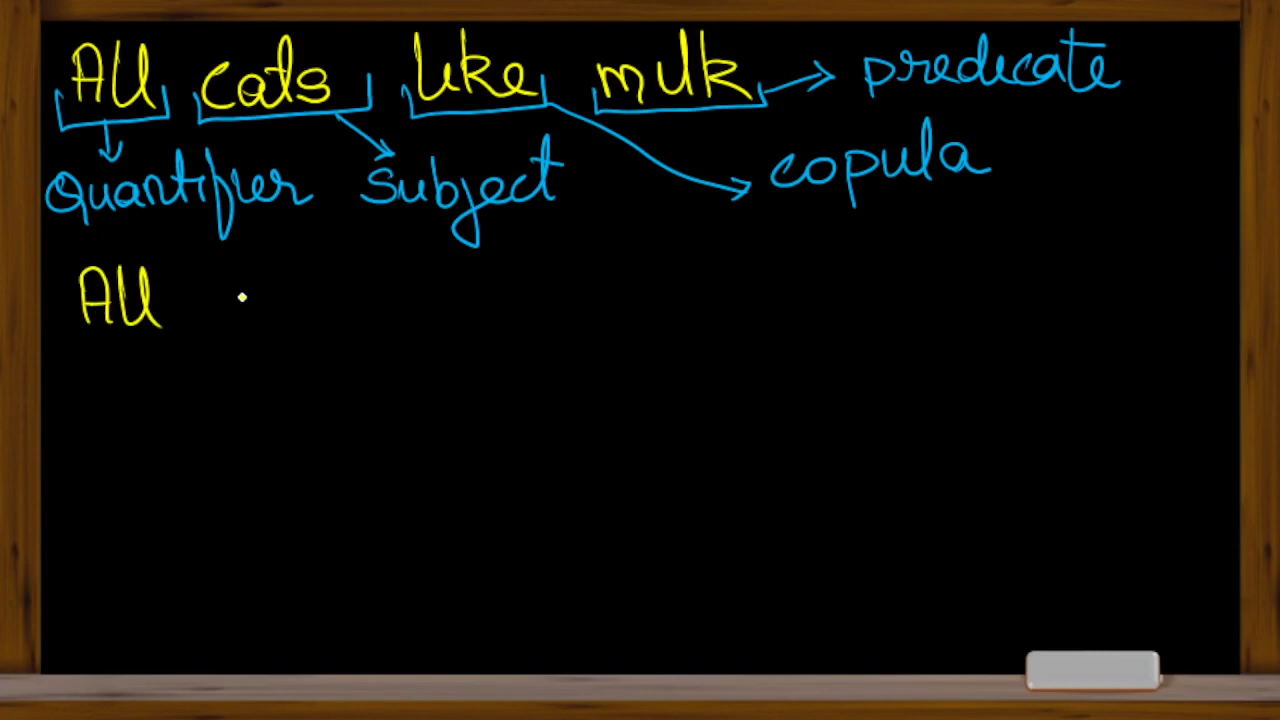 All cats like milk → predicate
Quantifier subject copula
All